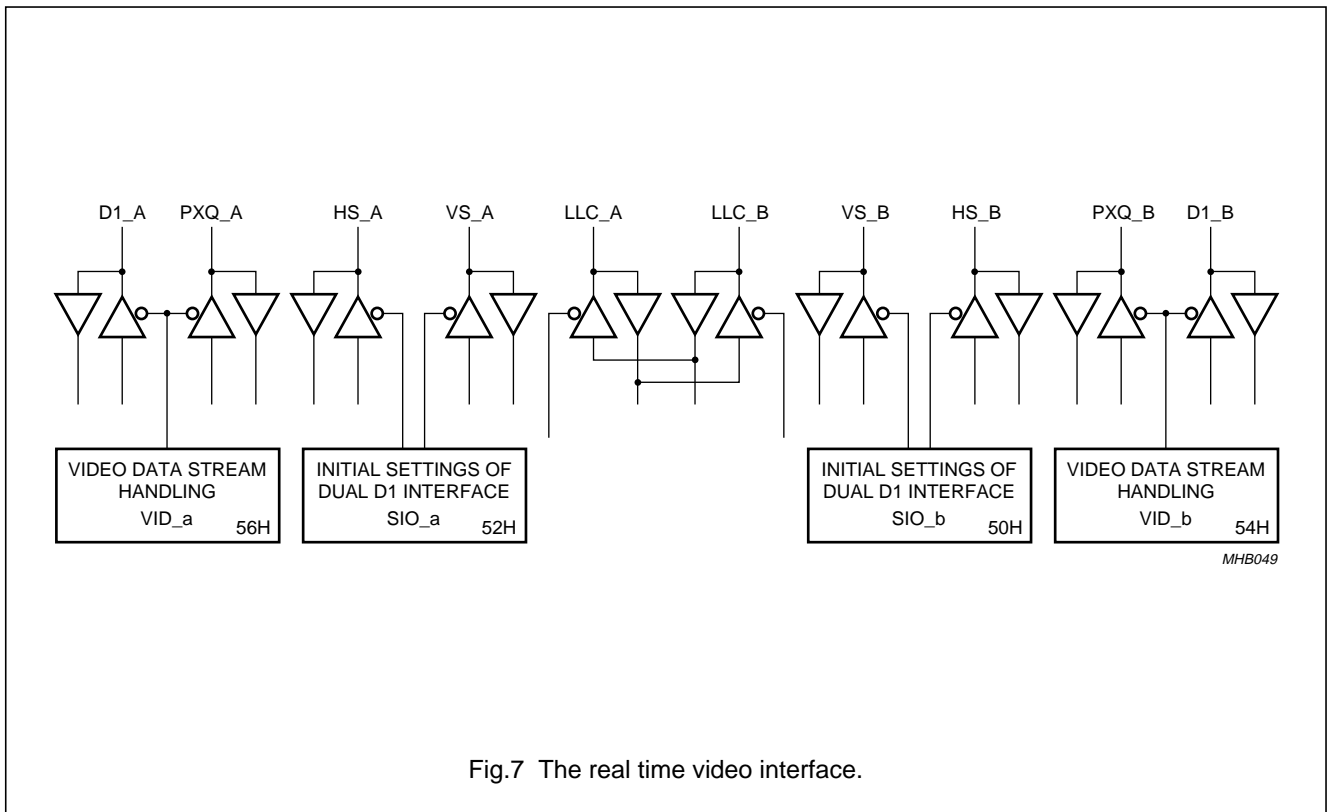 D1_A PXQ_A HS_A VS_A LLC_A LLC_B VS_B HS_B PXQ_B D1_B
VIDEO DATA STREAM
HANDLING
VID_a
56H
INITIAL SETTINGS OF
DUAL D1 INTERFACE
SIO_a
52H
INITIAL SETTINGS OF
DUAL D1 INTERFACE
SIO_b
50H
VIDEO DATA STREAM
HANDLING
VID_b
54H
MHB049
Fig.7 The real time video interface.